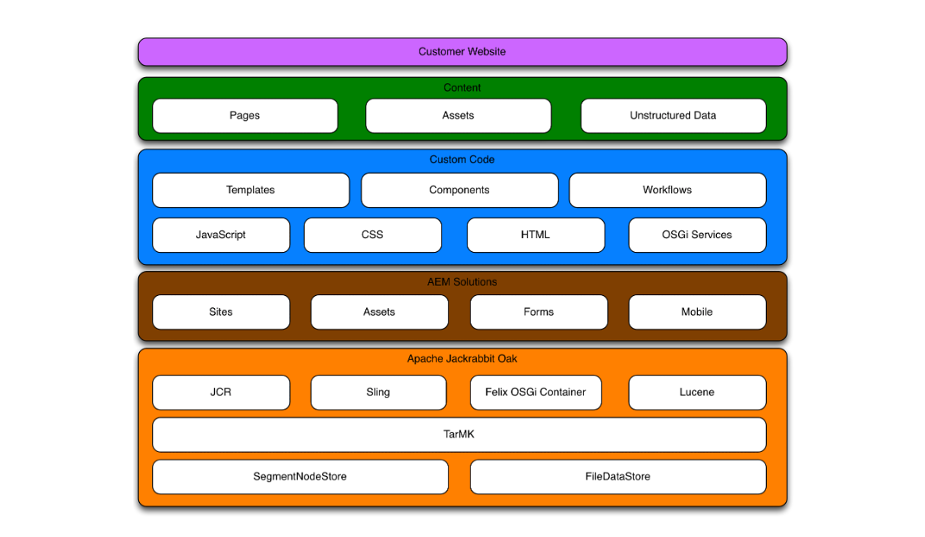 Customer Website
Content
Pages
Assets
Unstructured Data
Custom Code
Templates
Components
Workflows
JavaScript
CSS
HTML
OSGi Services
AEM Solutions
Sites
Assets
Forms
Mobile
Apache Jackrabbit Oak
JCR
Sling
Felix OSGi Container
Lucene
TarMK
SegmentNodeStore
FileDataStore